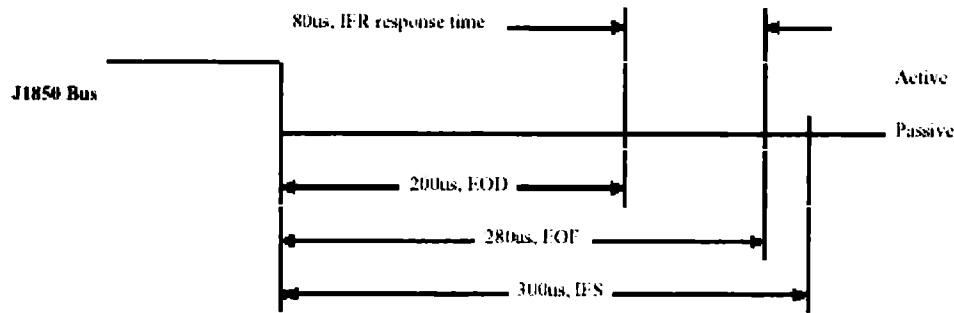 80us, IFR response time
J1850 Bus
Active
Passive
200us, EOD
280us, EOF
300us, IFS